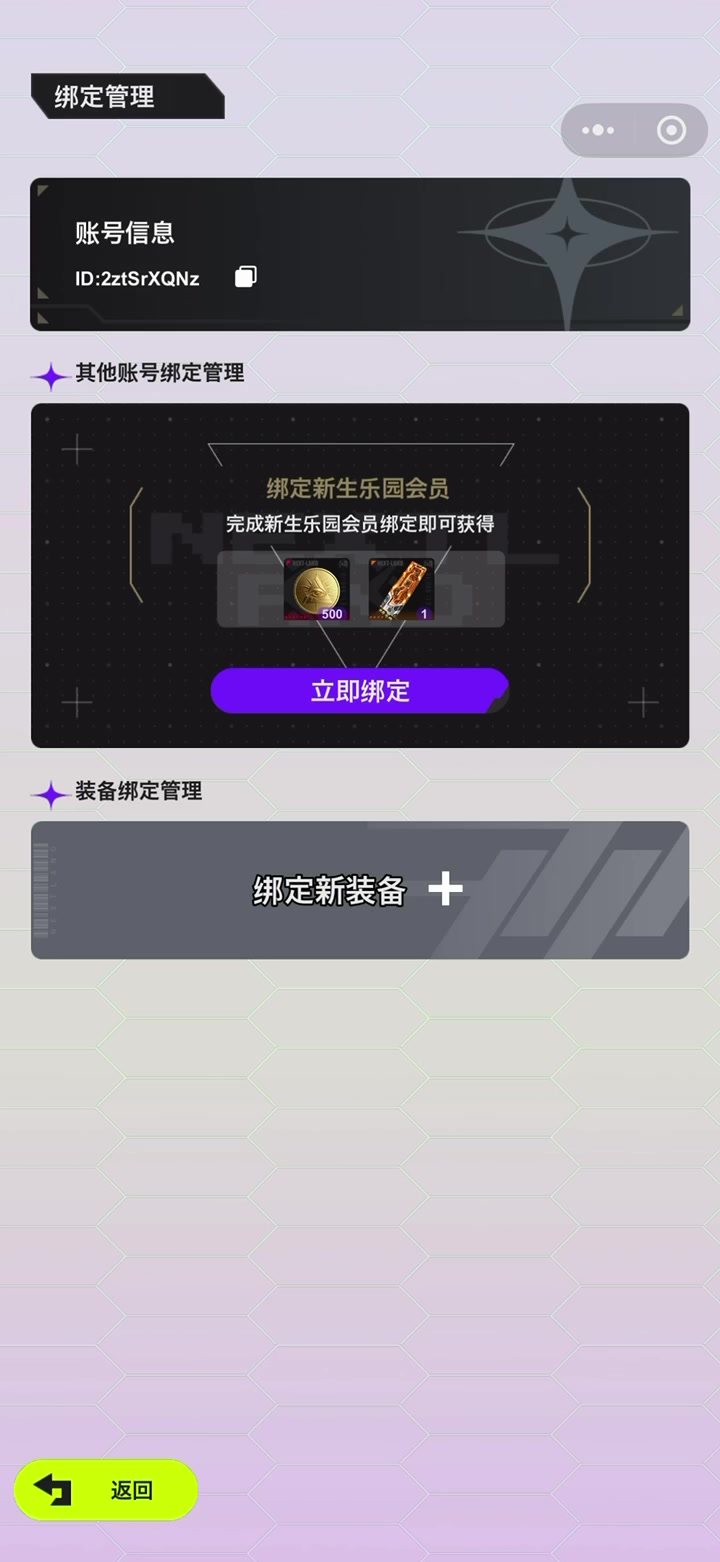 绑定管理
账号信息
ID:2ztSrXQNz
其他账号绑定管理
绑定新生乐园会员
完成新生乐园会员绑定即可获得
500
1
立即绑定
装备绑定管理
绑定新装备
返回